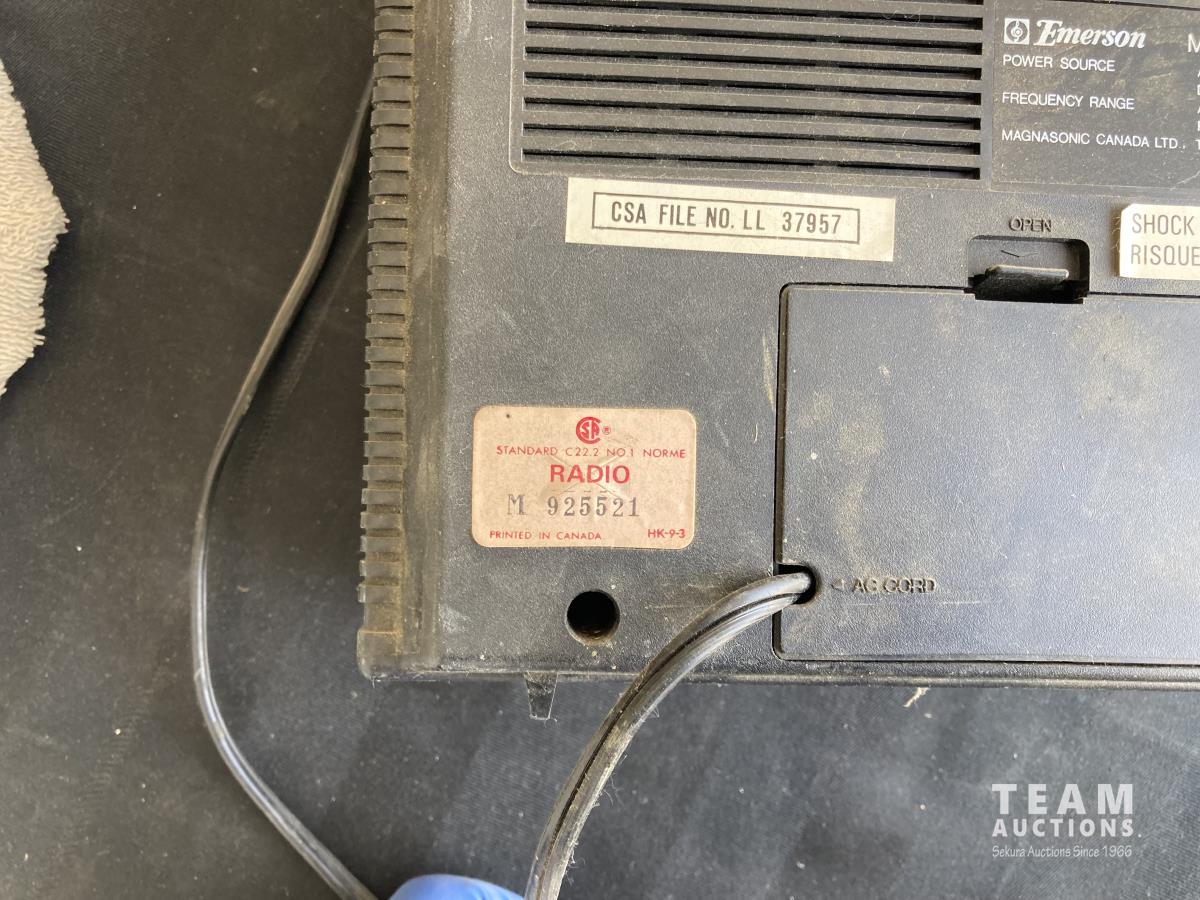 Emerson
POWER SOURCE
FREQUENCY RANGE
MAGNASONIC CANADA LTD.
CSA FILE NO. LL 37957
OPEN
SHOCK
RISQUE
CSA ®
STANDARD C22.2 NO.1 NORME
RADIO
M 925521
PRINTED IN CANADA HK-9-3
AC CORD
TEAM
AUCTIONS.
Sekura Auctions Since 1966